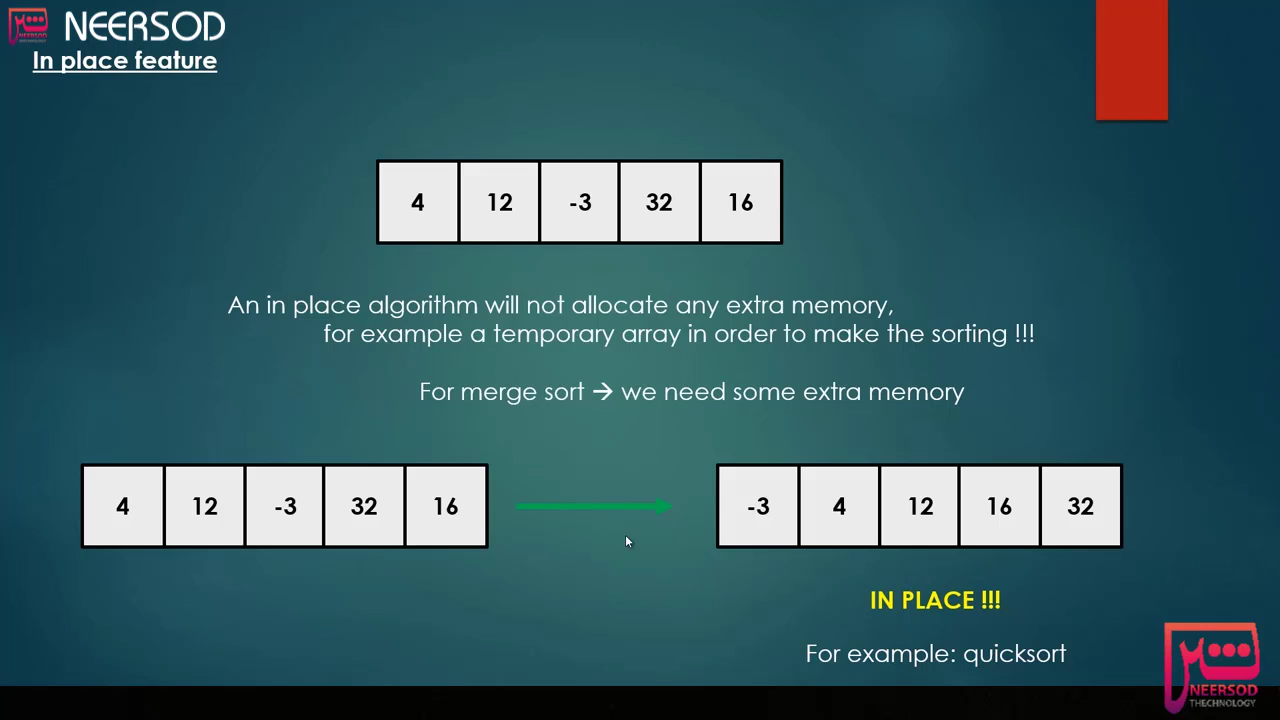 NEERSOD
In place feature
4 12 -3 32 16
An in place algorithm will not allocate any extra memory,
for example a temporary array in order to make the sorting !!!
For merge sort → we need some extra memory
4 12 -3 32 16
-3 4 12 16 32
IN PLACE !!!
For example: quicksort
NEERSOD
THECHNOLOGY